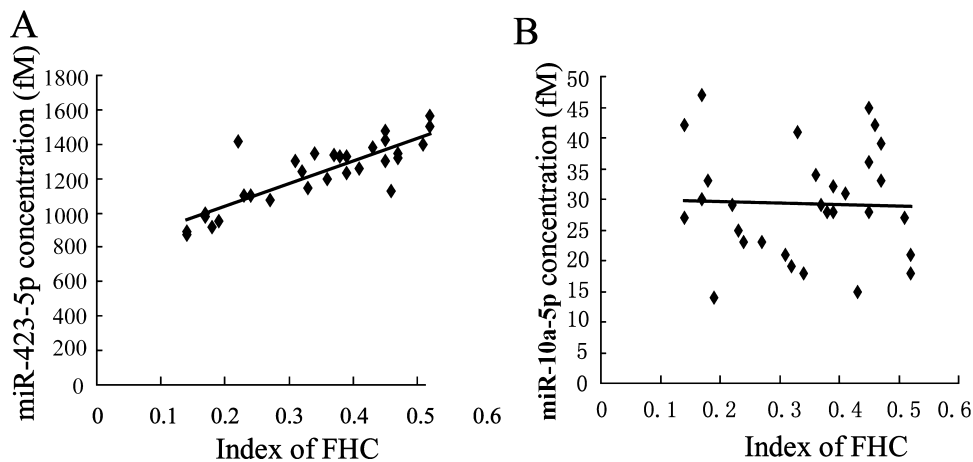 A
miR-423-5p concentration (fM)
1800
1600
1400
1200
1000
800
600
400
200
0
0 0.1 0.2 0.3 0.4 0.5 0.6
Index of FHC
B
miR-10a-5p concentration (fM)
50
45
40
35
30
25
20
15
10
5
0
0 0.1 0.2 0.3 0.4 0.5 0.6
Index of FHC